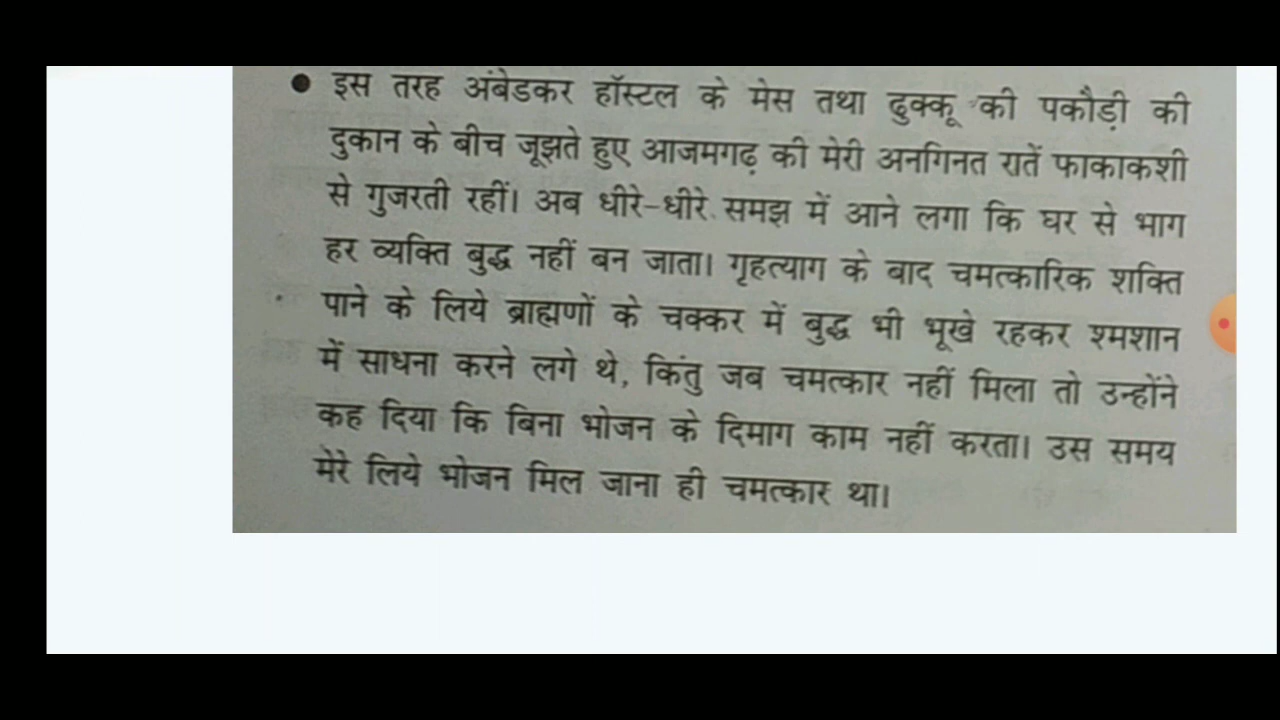 ● इस तरह अंबेडकर हॉस्टल के मेस तथा ढुक्कू की पकौड़ी की
दुकान के बीच जूझते हुए आजमगढ़ की मेरी अनगिनत रातें फाकाकशी
से गुजरती रहीं। अब धीरे-धीरे समझ में आने लगा कि घर से भाग
हर व्यक्ति बुद्ध नहीं बन जाता। गृहत्याग के बाद चमत्कारिक शक्ति
पाने के लिये ब्राह्मणों के चक्कर में बुद्ध भी भूखे रहकर श्मशान
में साधना करने लगे थे, किंतु जब चमत्कार नहीं मिला तो उन्होंने
कह दिया कि बिना भोजन के दिमाग काम नहीं करता। उस समय
मेरे लिये भोजन मिल जाना ही चमत्कार था।